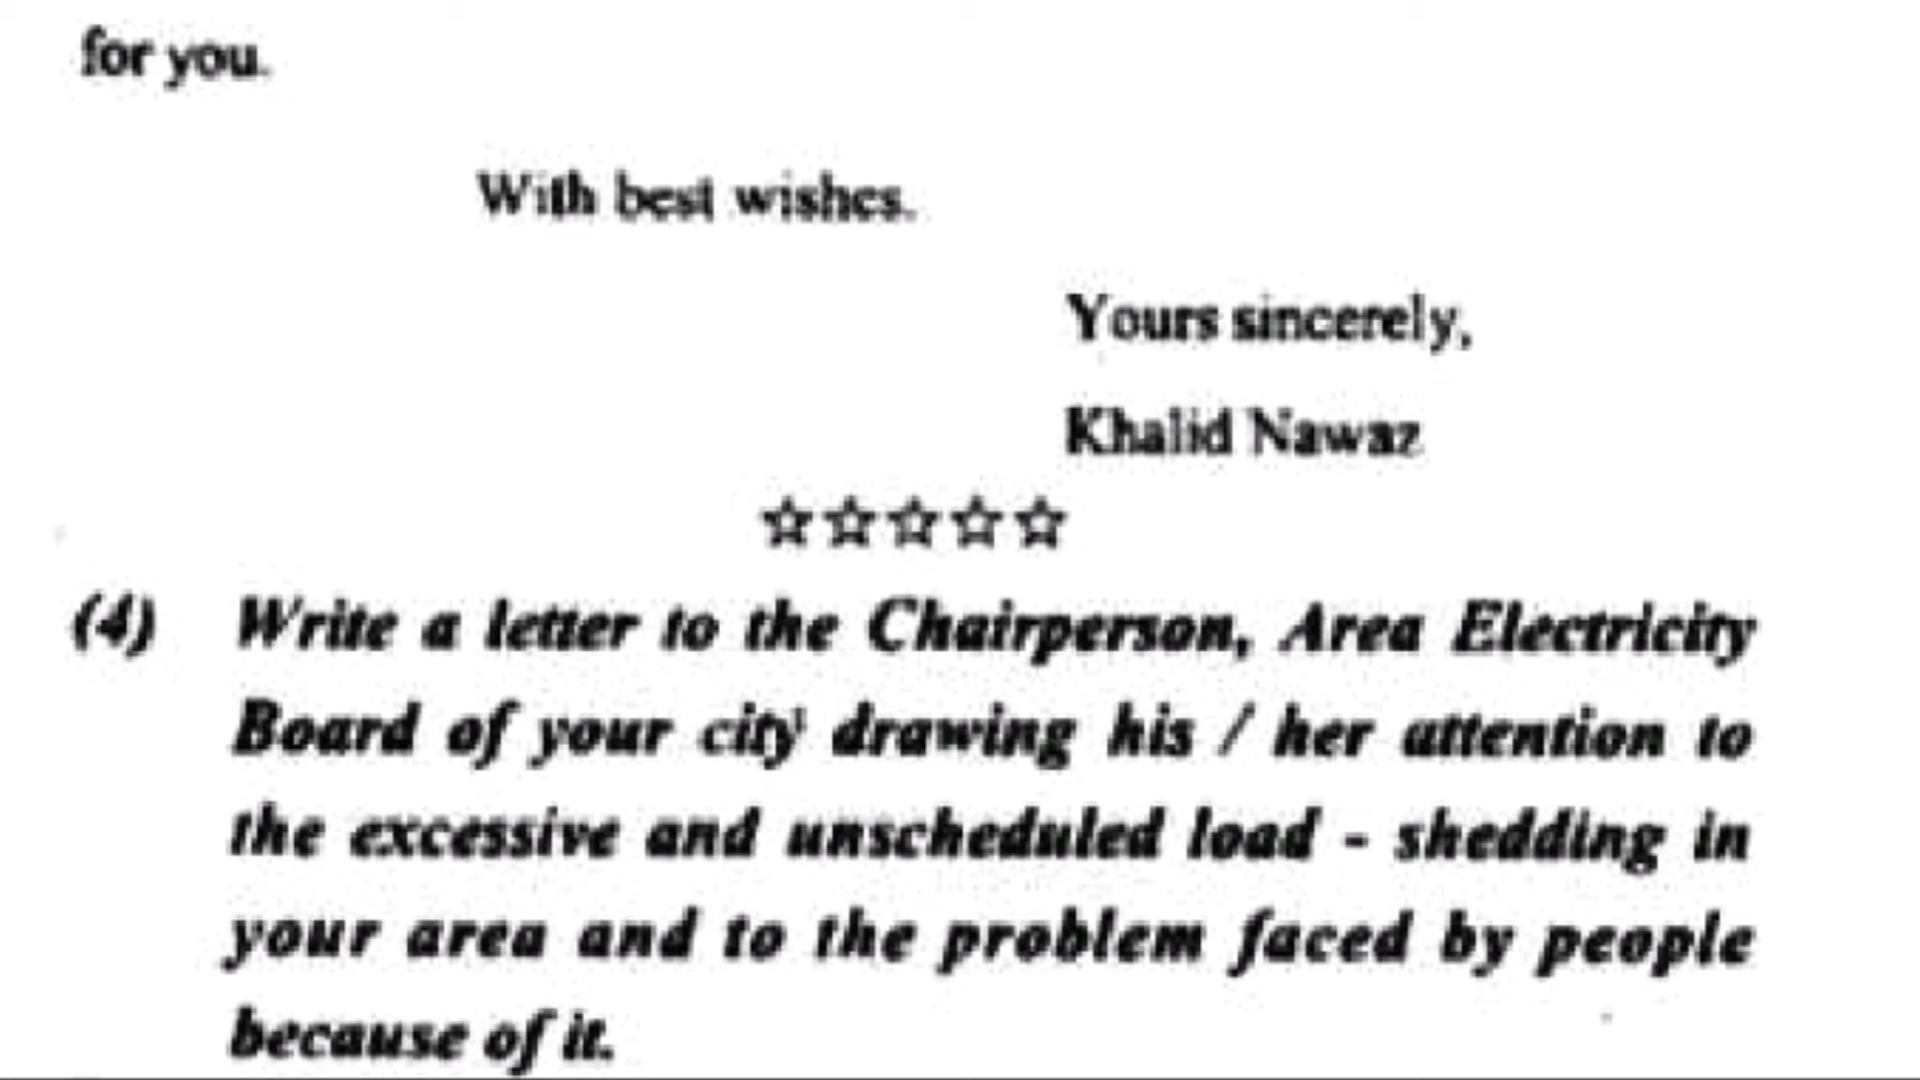 for you.
With best wishes.
Yours sincerely,
Khalid Nawaz
☆☆☆☆☆
(4) Write a letter to the Chairperson, Area Electricity
Board of your city drawing his / her attention to
the excessive and unscheduled load - shedding in
your area and to the problem faced by people
because of it.